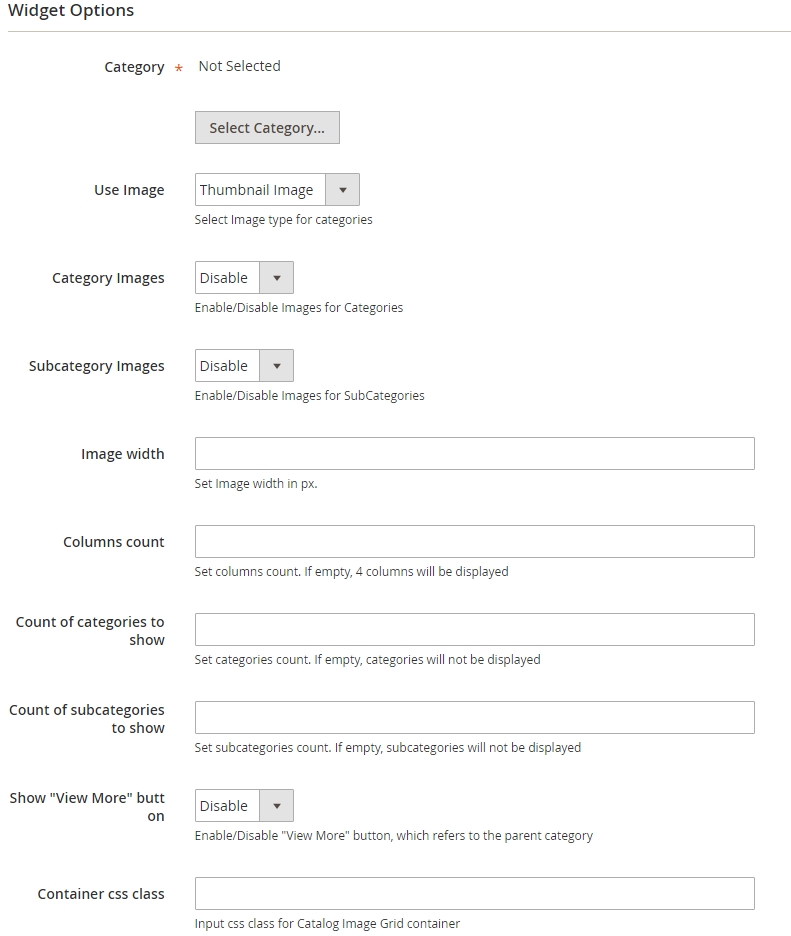 Widget Options
Category * Not Selected
Select Category...
Use Image Thumbnail Image
Select Image type for categories
Category Images Disable
Enable/Disable Images for Categories
Subcategory Images Disable
Enable/Disable Images for SubCategories
Image width
Set Image width in px.
Columns count
Set columns count. If empty, 4 columns will be displayed
Count of categories to
show
Set categories count. If empty, categories will not be displayed
Count of subcategories
to show
Set subcategories count. If empty, subcategories will not be displayed
Show "View More" butt
on
Disable
Enable/Disable "View More" button, which refers to the parent category
Container css class
Input css class for Catalog Image Grid container